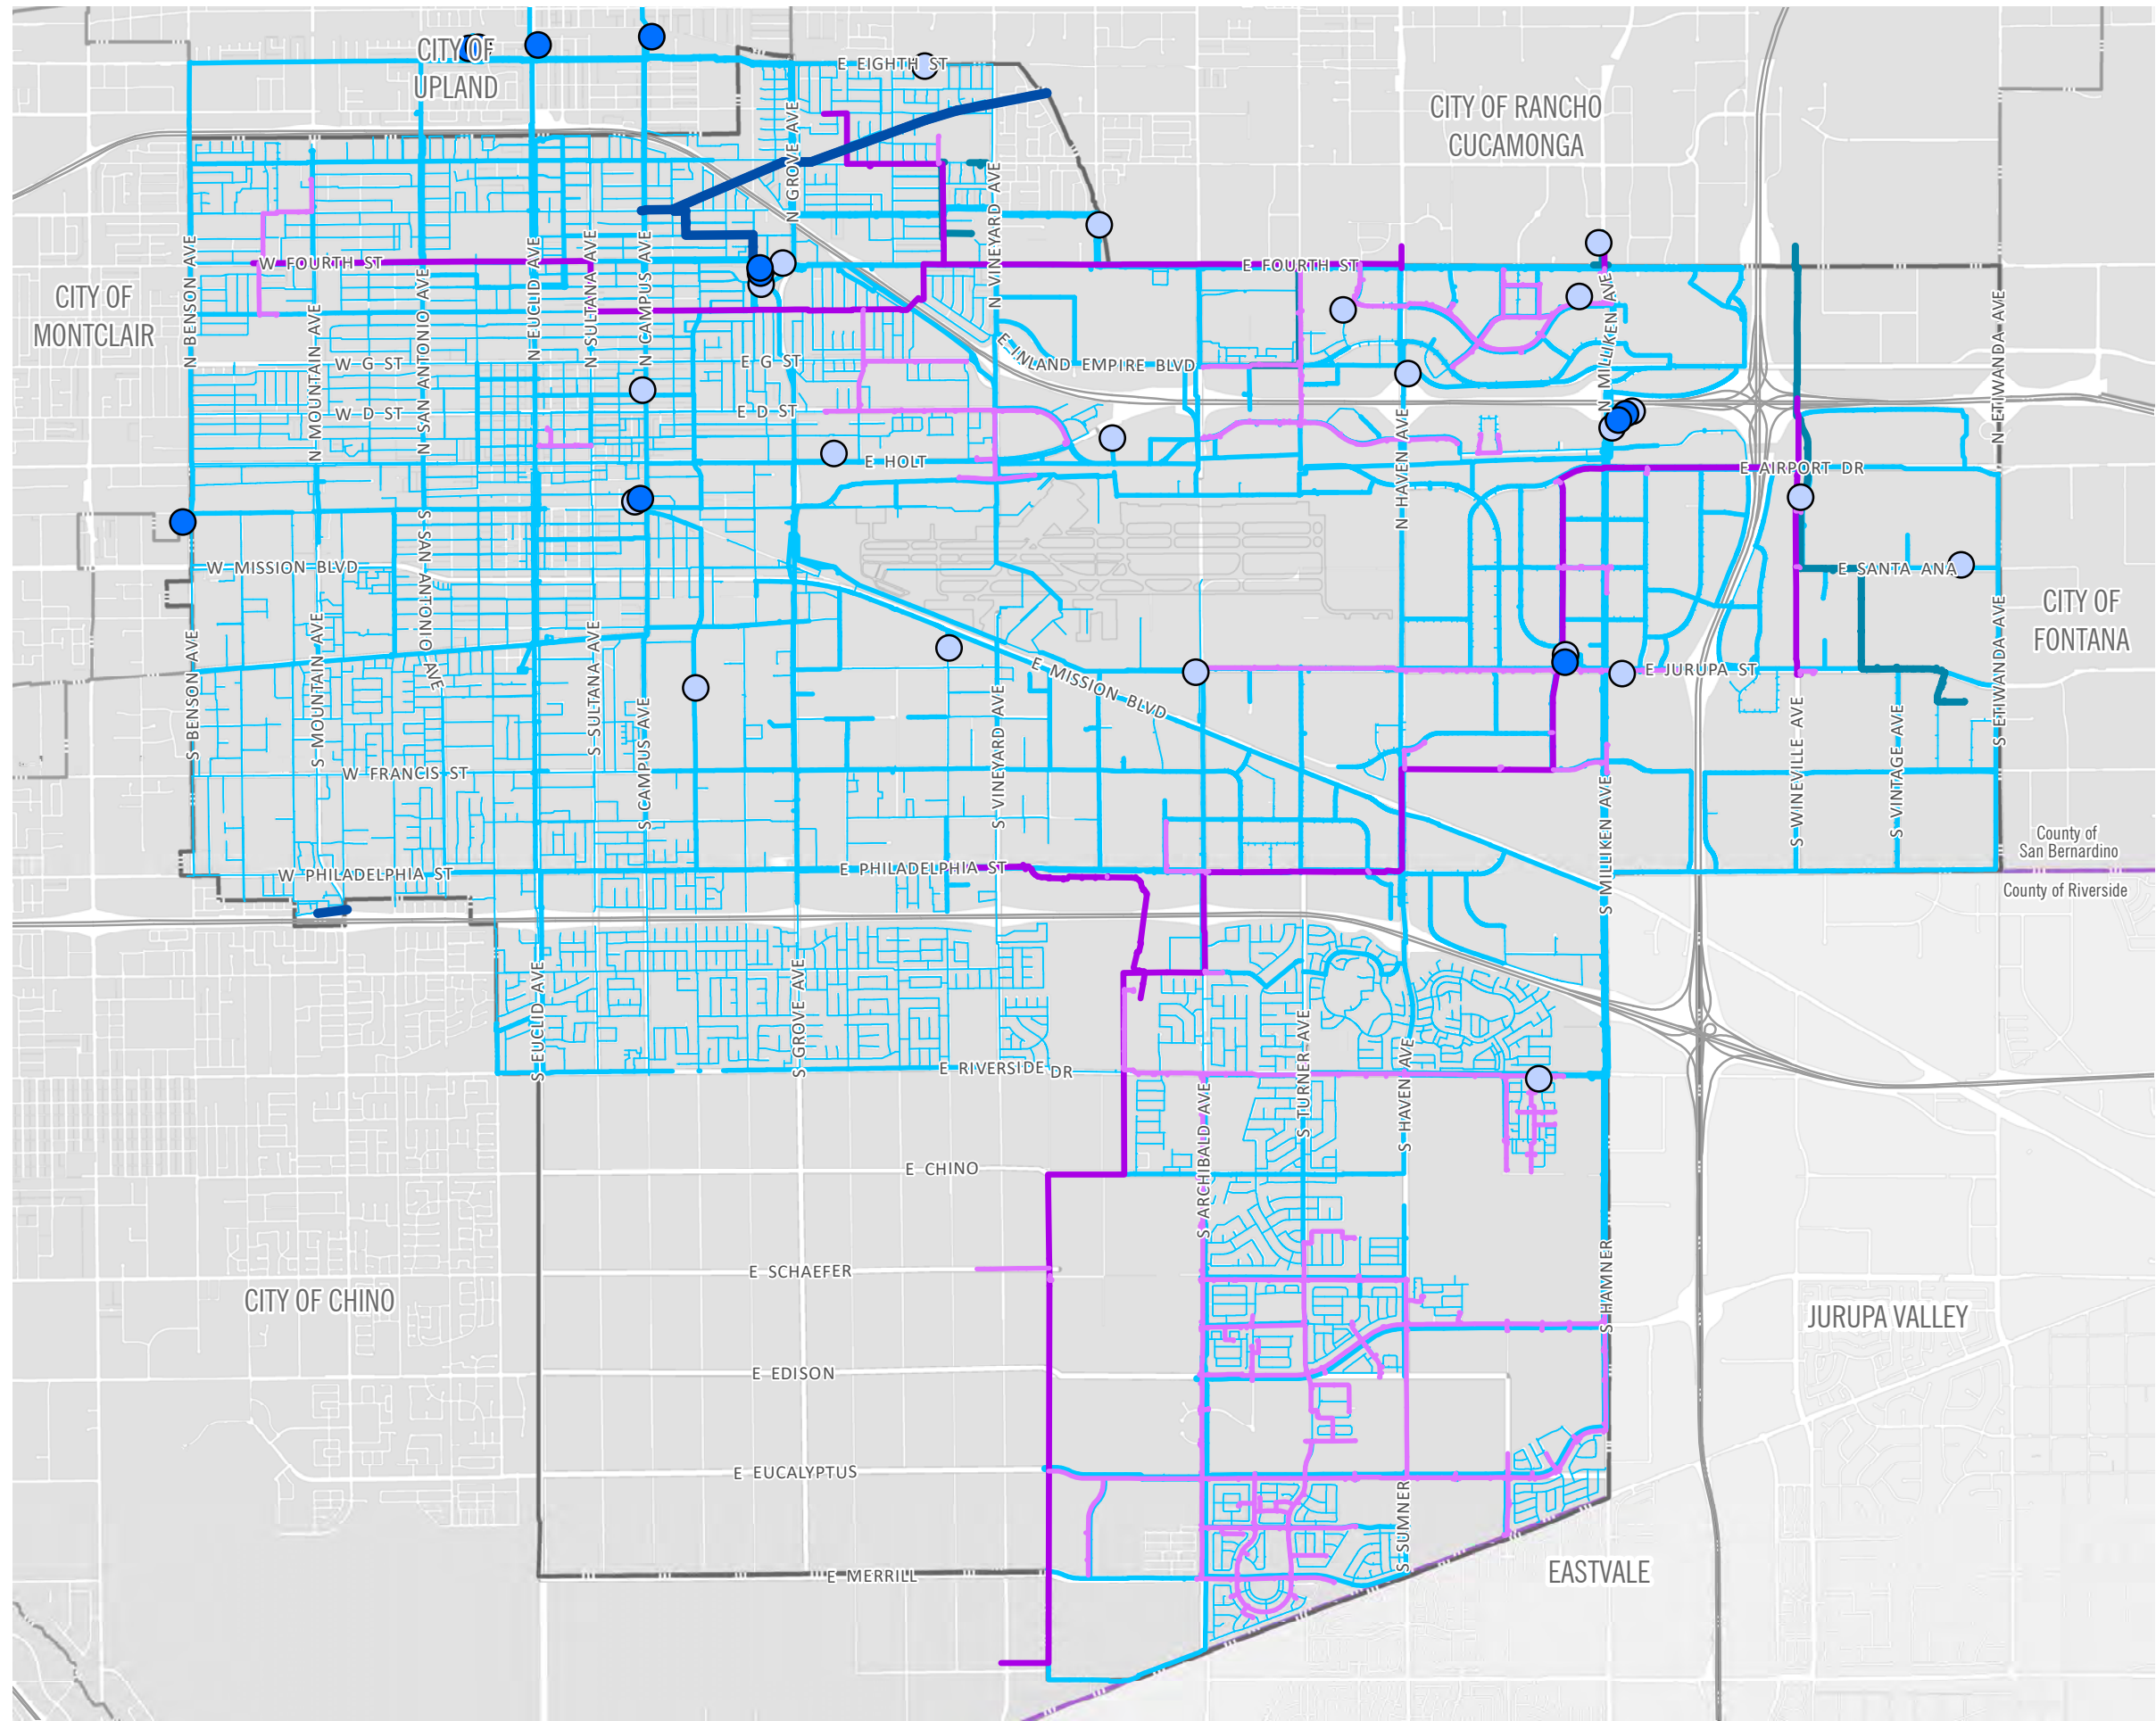 CITY OF
UPLAND
E EIGHTH ST
CITY OF RANCHO
CUCAMONGA
N GROVE AVE
N VINEYARD AVE
N BENSON AVE
W FOURTH ST
N EUCLID AVE
N SULTANA AVE
N CAMPUS AVE
E FOURTH ST
CITY OF
MONTCLAIR
N MOUNTAIN AVE
N SAN ANTONIO AVE
N MILLIKEN AVE
N ETIWANDA AVE
W G ST
E G ST
E INLAND EMPIRE BLVD
W D ST
E D ST
N HAVEN AVE
E HOLT
E AIRPORT DR
W MISSION BLVD
S SAN ANTONIO AVE
E SANTA ANA
CITY OF
FONTANA
S BENSON AVE
S MOUNTAIN AVE
S SULTANA AVE
S CAMPUS AVE
E MISSION BLVD
E JURUPA ST
S VINEYARD AVE
S ETIWANDA AVE
S WINEVILLE AVE
S VINTAGE AVE
W FRANCIS ST
S MILLIKEN AVE
County of
San Bernardino
County of Riverside
W PHILADELPHIA ST
E PHILADELPHIA ST
S EUCLID AVE
S GROVE AVE
E RIVERSIDE DR
S TURNER AVE
S HAVEN AVE
S ARCHIBALD AVE
E CHINO
E SCHAEFER
S HAMNER
CITY OF CHINO
JURUPA VALLEY
E EDISON
E EUCALYPTUS
S SUMNER
E MERRILL
EASTVALE